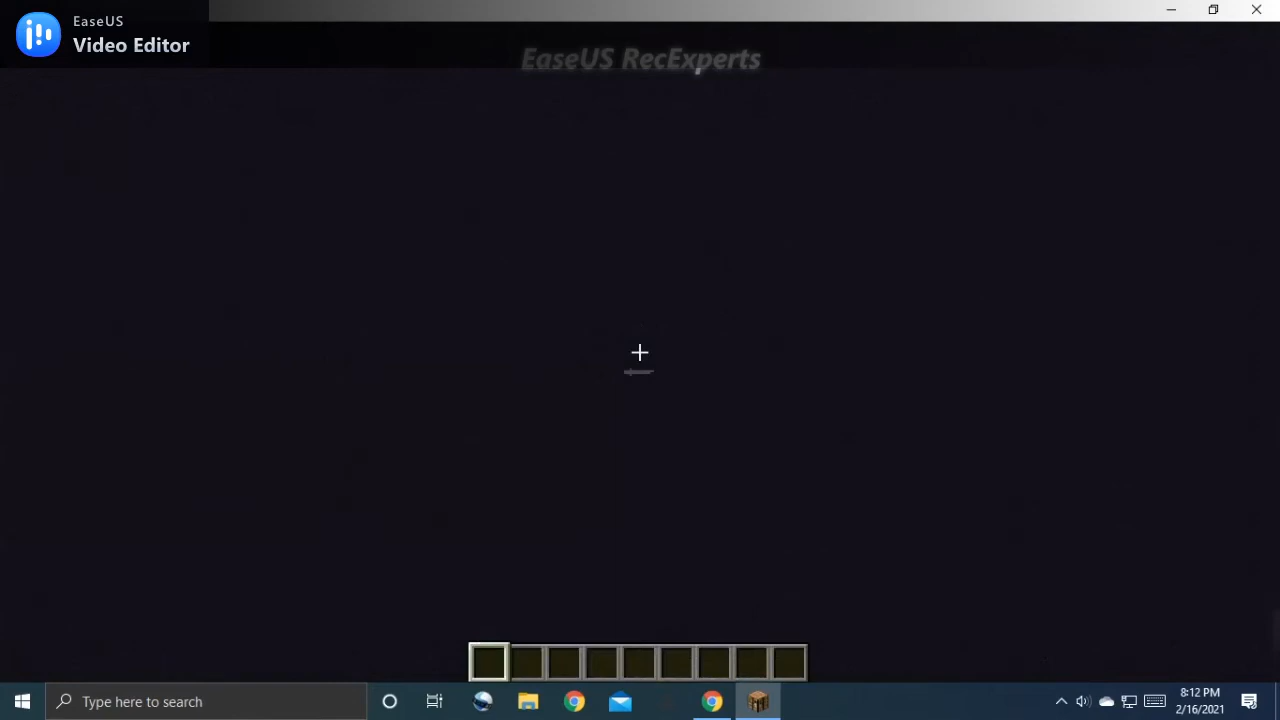 EaseUS
Video Editor
EaseUS RecExperts
Type here to search
8:12 PM
2/16/2021